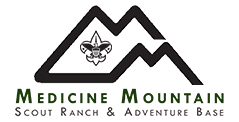 MEDICINE MOUNTAIN
SCOUT RANCH & ADVENTURE BASE